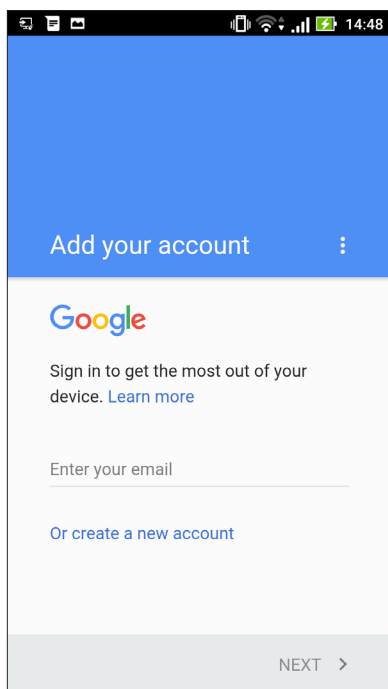 14:48
Add your account
Google
Sign in to get the most out of your
device. Learn more
Enter your email
Or create a new account
NEXT